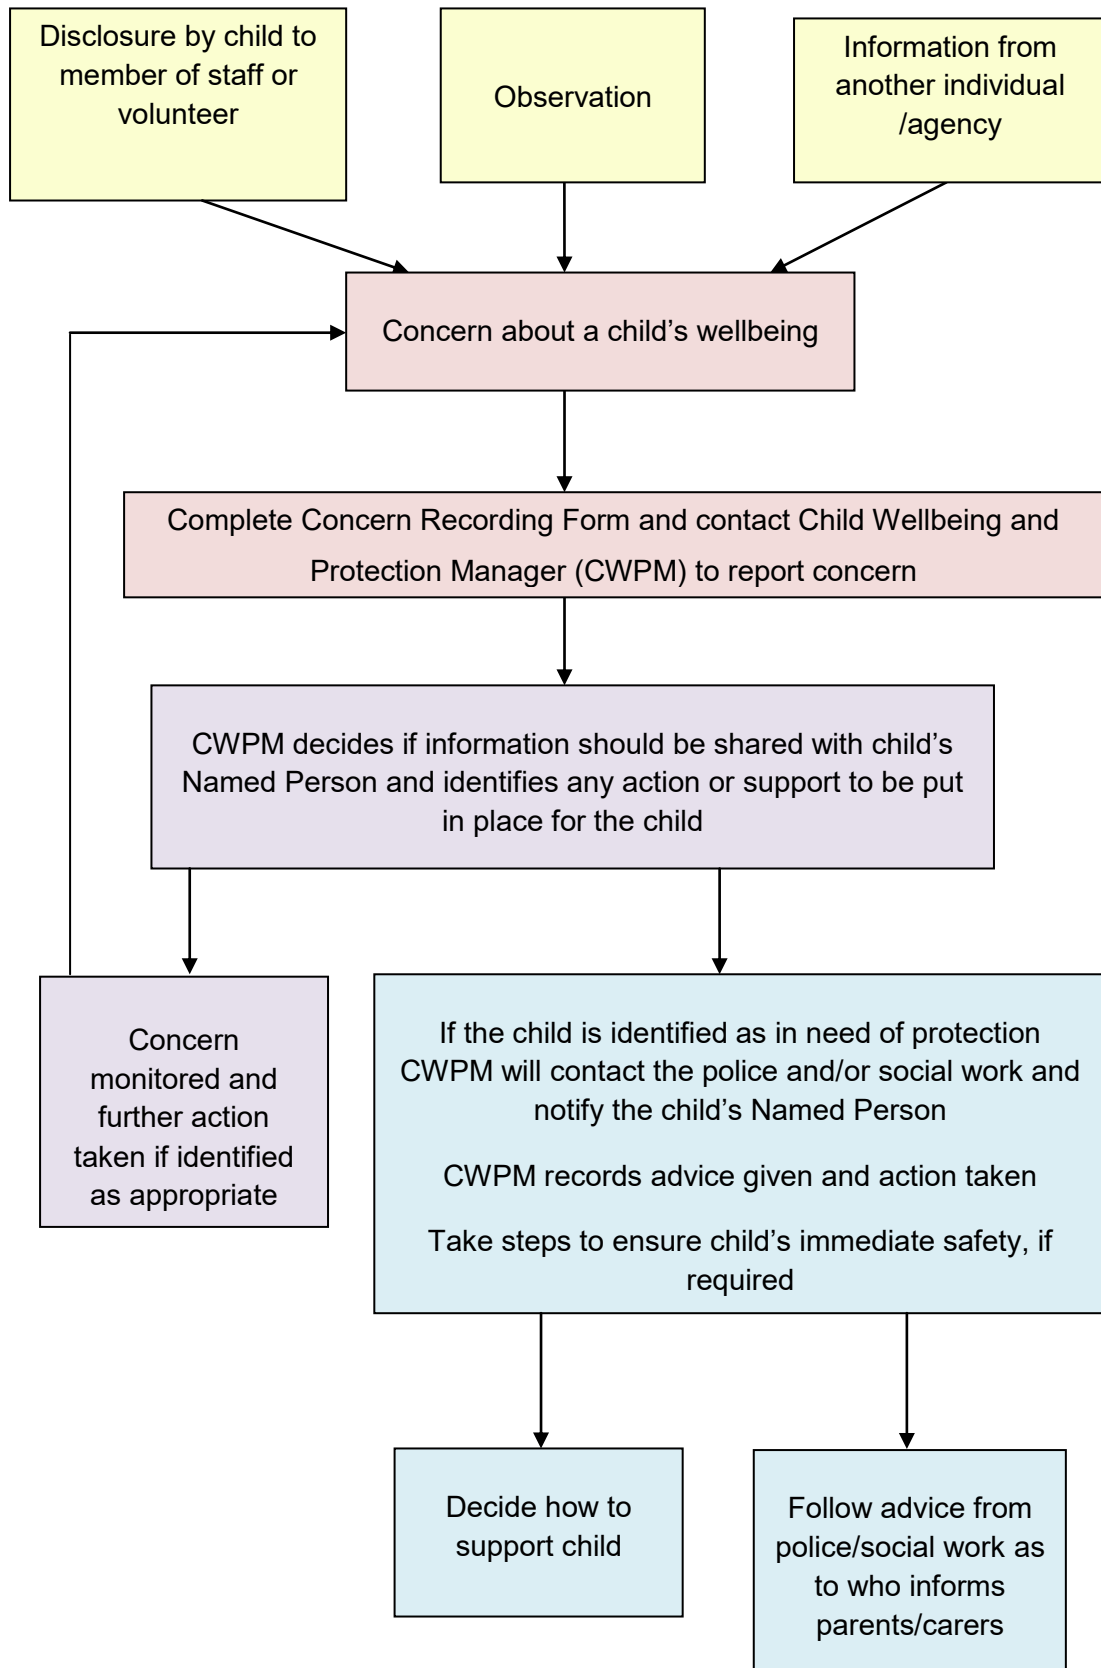 Disclosure by child to
member of staff or
volunteer
Observation
Information from
another individual
/agency
Concern about a child’s wellbeing
Complete Concern Recording Form and contact Child Wellbeing and
Protection Manager (CWPM) to report concern
CWPM decides if information should be shared with child’s
Named Person and identifies any action or support to be put
in place for the child
Concern
monitored and
further action
taken if identified
as appropriate
If the child is identified as in need of protection
CWPM will contact the police and/or social work and
notify the child’s Named Person
CWPM records advice given and action taken
Take steps to ensure child’s immediate safety, if
required
Decide how to
support child
Follow advice from
police/social work as
to who informs
parents/carers